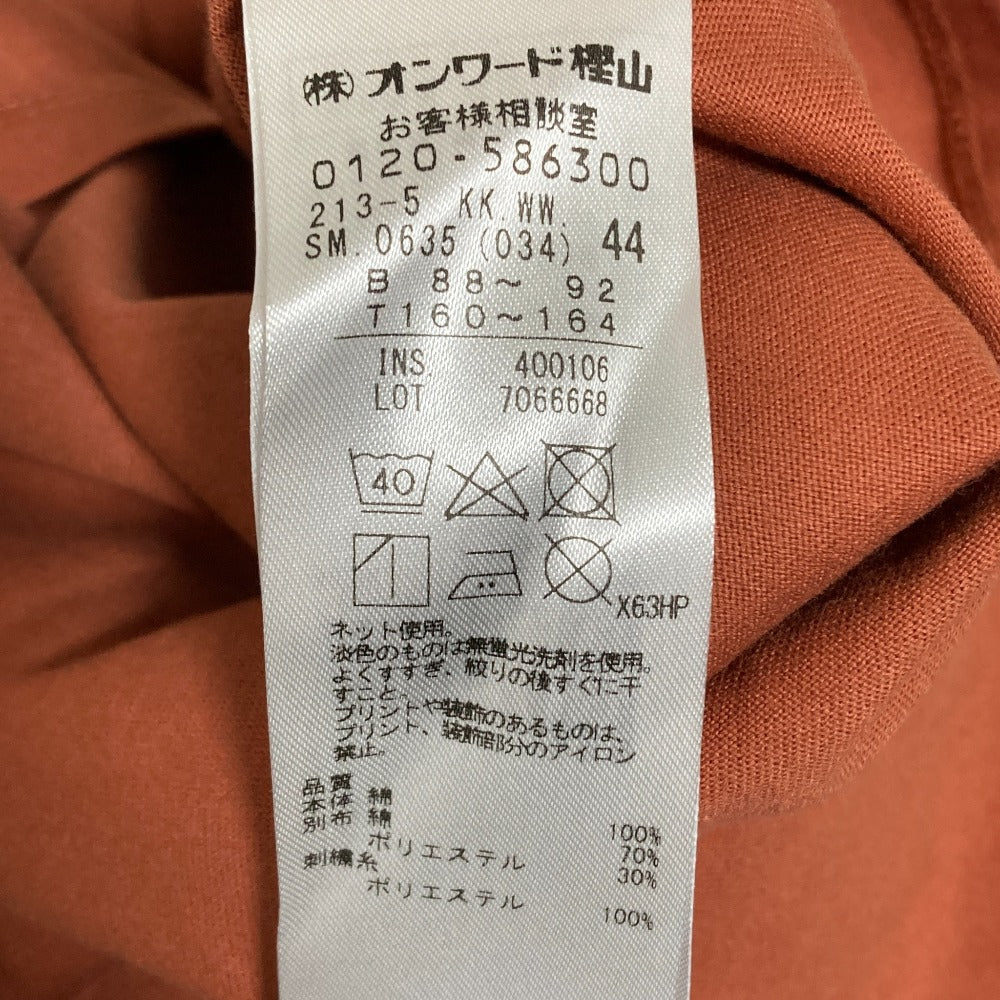 ㈱オンワード樫山
お客様相談室
0120-586300
213-5 KK.WW.
SM.0635 (034) 44
B 88～ 92
T160～164
INS 400106
LOT 7066668
40
X63HP
ネット使用。
淡色のものは無蛍光洗剤を使用。
よくすすぎ、絞りの後すぐに干
すこと。
プリントや装飾のあるものは、
プリント、装飾部分のアイロン
禁止。
品質
本体 綿 100%
別布 綿 70%
ポリエステル 30%
刺繍糸
ポリエステル 100%